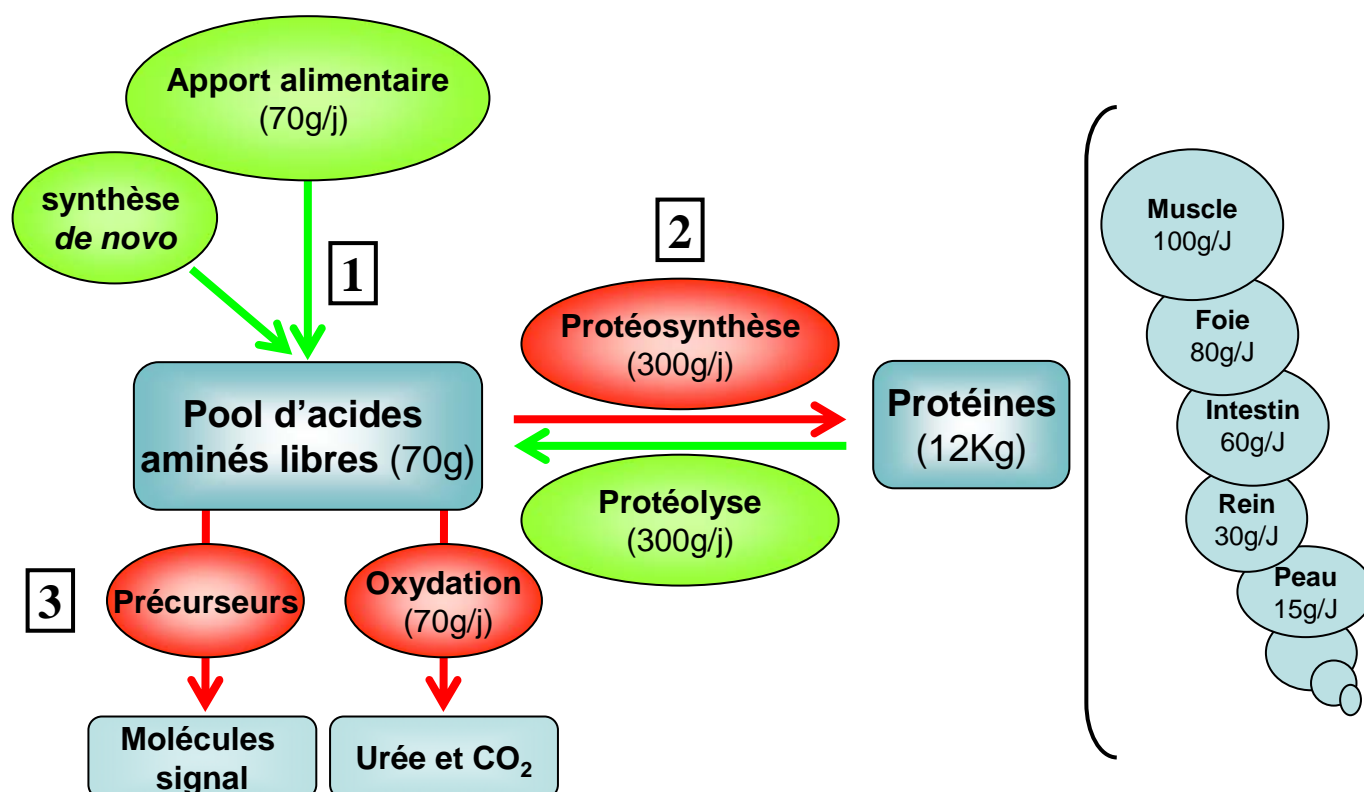 Apport alimentaire
(70g/j)
synthèse
de novo
1
2
Protéosynthèse
(300g/j)
Pool d'acides
aminés libres (70g)
Protéines
(12Kg)
Protéolyse
(300g/j)
3
Précurseurs
Oxydation
(70g/j)
Molécules
signal
Urée et CO₂
Muscle
100g/J
Foie
80g/J
Intestin
60g/J
Rein
30g/J
Peau
15g/J